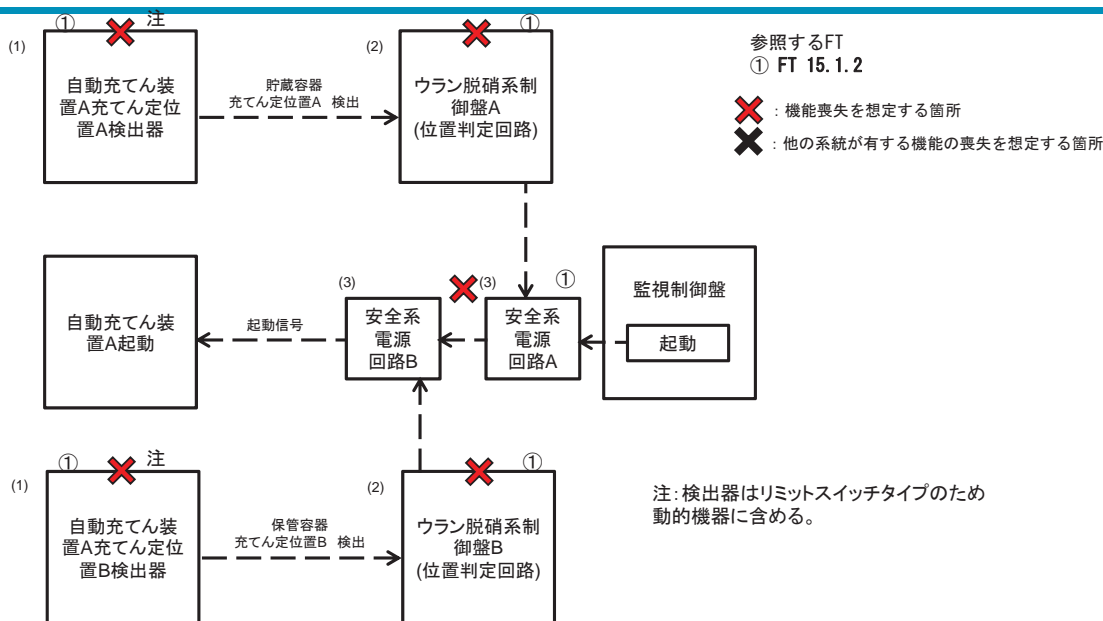 ① 注
(1)
自動充てん装
置A充てん定位
置A検出器
貯蔵容器
充てん定位置A 検出
①
(2)
ウラン脱硝系制
御盤A
(位置判定回路)
参照するFT
① FT 15.1.2
：機能喪失を想定する箇所
：他の系統が有する機能の喪失を想定する箇所
自動充てん装
置A起動
起動信号
(3)
安全系
電源
回路B
(3)
①
安全系
電源
回路A
監視制御盤
起動
① 注
(1)
自動充てん装
置A充てん定位
置B検出器
保管容器
充てん定位置B 検出
①
(2)
ウラン脱硝系制
御盤B
(位置判定回路)
注：検出器はリミットスイッチタイプのため
動的機器に含める。